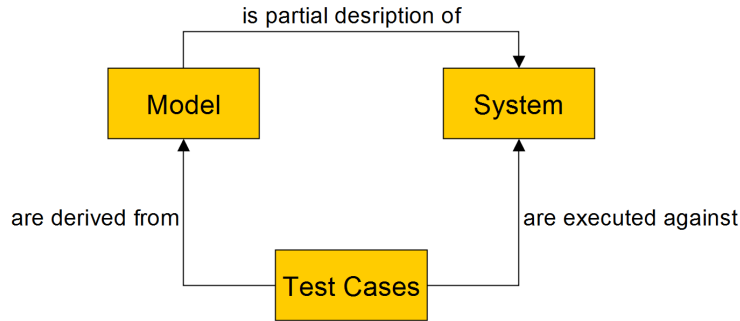 is partial desription of
Model
System
are derived from
are executed against
Test Cases